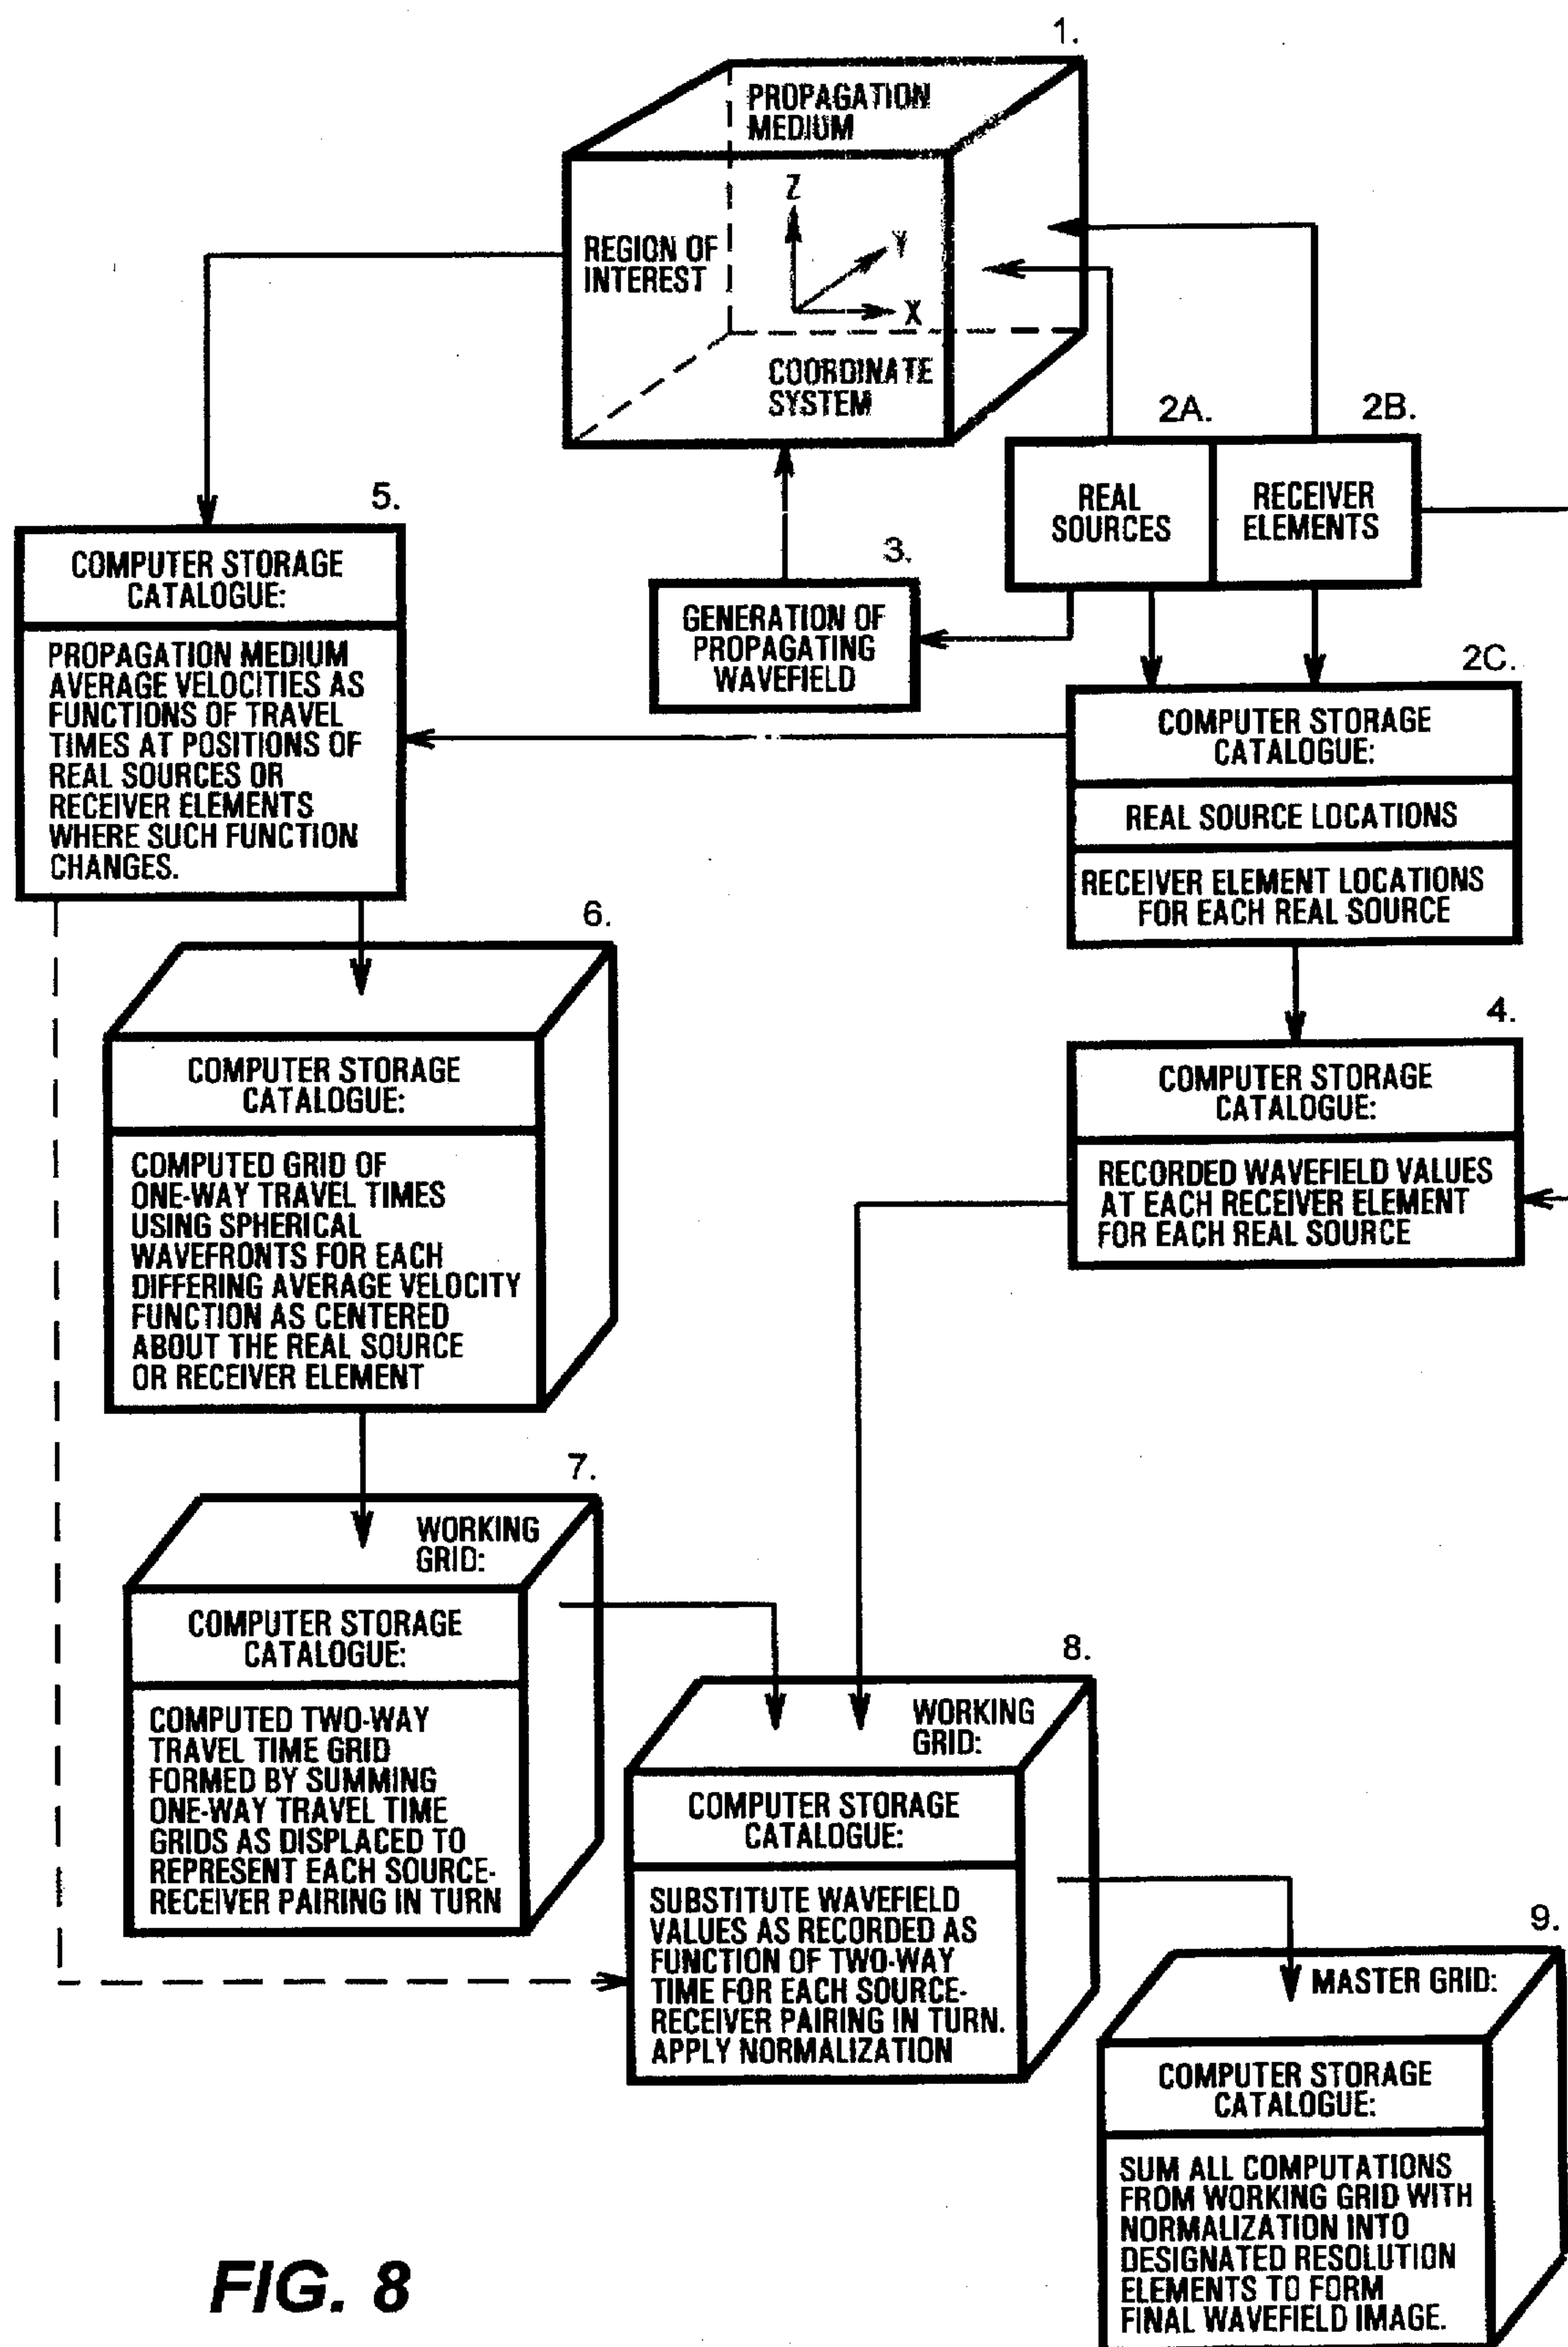 1.
PROPAGATION
MEDIUM
Z
Y
X
REGION OF
INTEREST
COORDINATE
SYSTEM
2A.
2B.
REAL
SOURCES
RECEIVER
ELEMENTS
3.
GENERATION OF
PROPAGATING
WAVEFIELD
5.
COMPUTER STORAGE
CATALOGUE:
PROPAGATION MEDIUM
AVERAGE VELOCITIES AS
FUNCTIONS OF TRAVEL
TIMES AT POSITIONS OF
REAL SOURCES OR
RECEIVER ELEMENTS
WHERE SUCH FUNCTION
CHANGES.
2C.
COMPUTER STORAGE
CATALOGUE:
REAL SOURCE LOCATIONS
RECEIVER ELEMENT LOCATIONS
FOR EACH REAL SOURCE
6.
COMPUTER STORAGE
CATALOGUE:
COMPUTED GRID OF
ONE-WAY TRAVEL TIMES
USING SPHERICAL
WAVEFRONTS FOR EACH
DIFFERING AVERAGE VELOCITY
FUNCTION AS CENTERED
ABOUT THE REAL SOURCE
OR RECEIVER ELEMENT
4.
COMPUTER STORAGE
CATALOGUE:
RECORDED WAVEFIELD VALUES
AT EACH RECEIVER ELEMENT
FOR EACH REAL SOURCE
7.
WORKING
GRID:
COMPUTER STORAGE
CATALOGUE:
COMPUTED TWO-WAY
TRAVEL TIME GRID
FORMED BY SUMMING
ONE-WAY TRAVEL TIME
GRIDS AS DISPLACED TO
REPRESENT EACH SOURCE-
RECEIVER PAIRING IN TURN
8.
WORKING
GRID:
COMPUTER STORAGE
CATALOGUE:
SUBSTITUTE WAVEFIELD
VALUES AS RECORDED AS
FUNCTION OF TWO-WAY
TIME FOR EACH SOURCE-
RECEIVER PAIRING IN TURN.
APPLY NORMALIZATION
9.
MASTER GRID:
COMPUTER STORAGE
CATALOGUE:
SUM ALL COMPUTATIONS
FROM WORKING GRID WITH
NORMALIZATION INTO
DESIGNATED RESOLUTION
ELEMENTS TO FORM
FINAL WAVEFIELD IMAGE.
FIG. 8